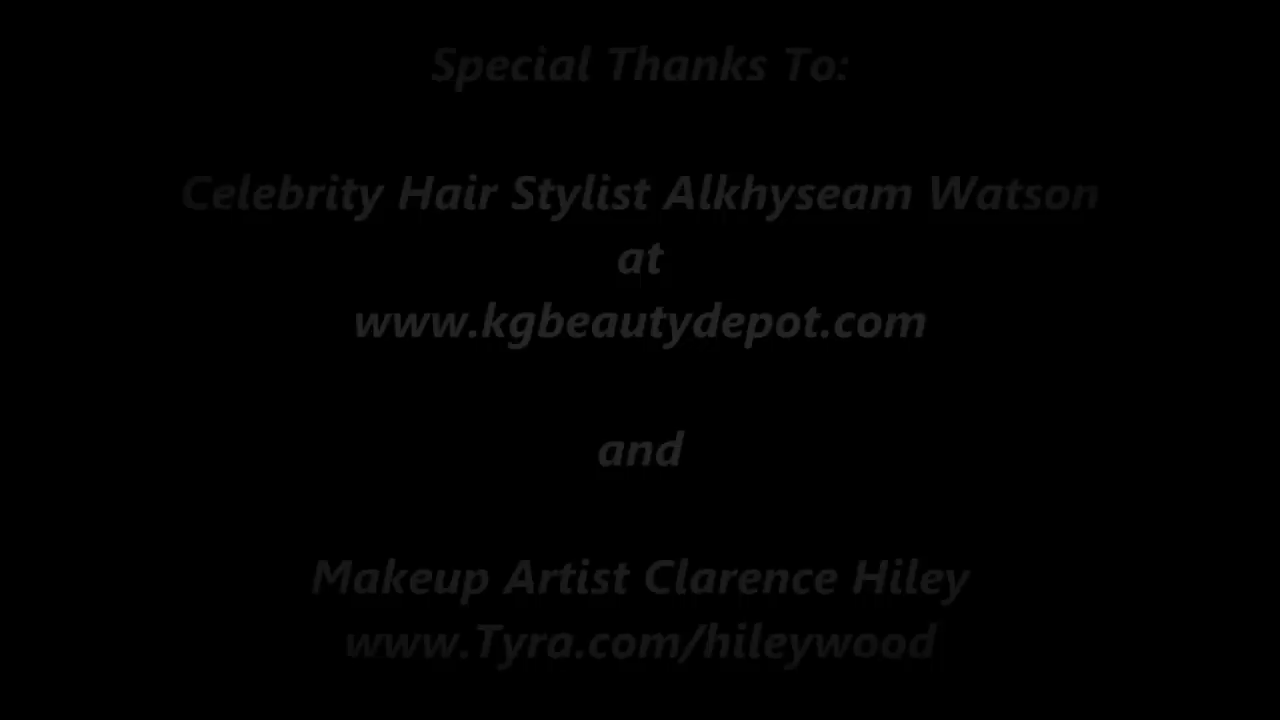 Special Thanks To:
Celebrity Hair Stylist Alkhyseam Watson
at
www.kgbeautydepot.com
and
Makeup Artist Clarence Hiley
www.Tyra.com/hileywood